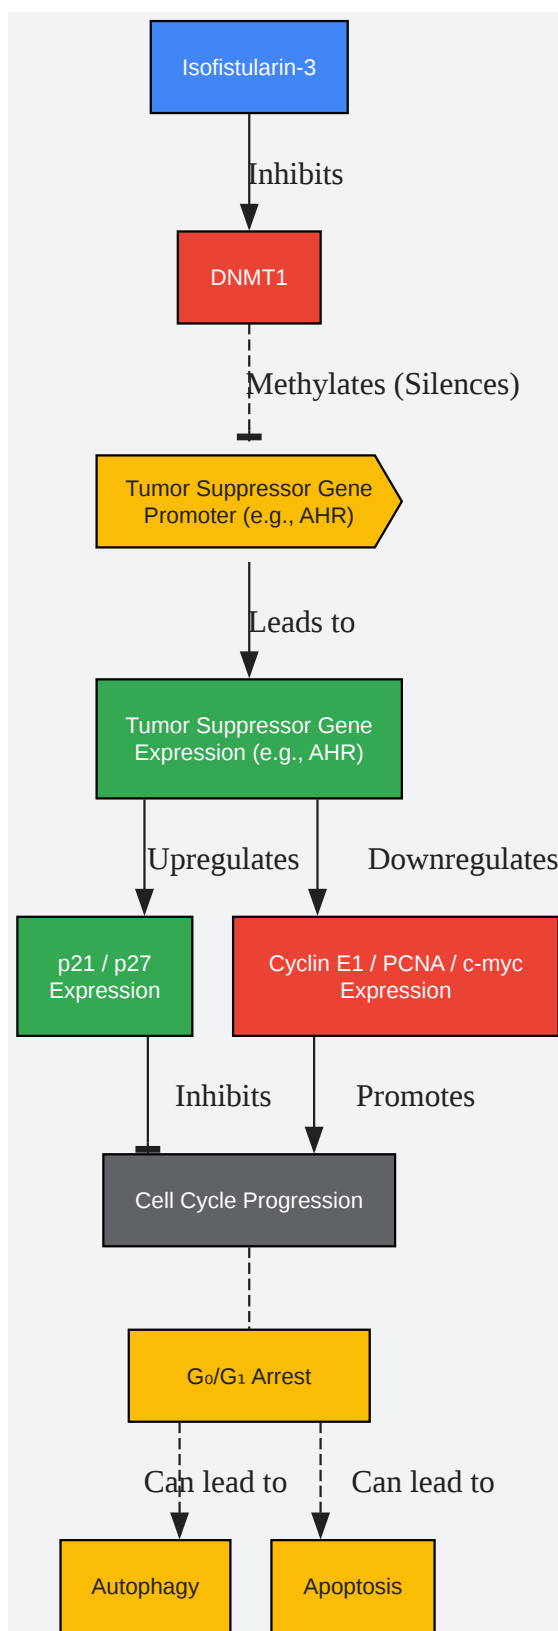 Isofistularin-3
Inhibits
DNMT1
Methylates (Silences)
Tumor Suppressor Gene
Promoter (e.g., AHR)
Leads to
Tumor Suppressor Gene
Expression (e.g., AHR)
Upregulates
Downregulates
p21 / p27
Expression
Cyclin E1 / PCNA / c-myc
Expression
Inhibits
Promotes
Cell Cycle Progression
G₀/G₁ Arrest
Can lead to
Can lead to
Autophagy
Apoptosis